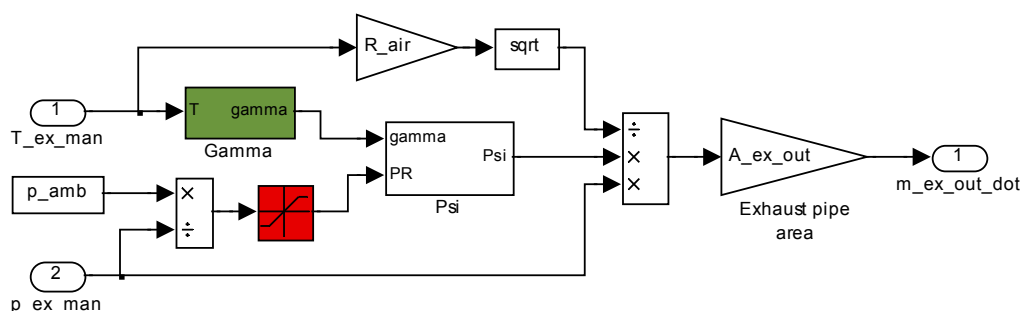 R_air
sqrt
1
T_ex_man
T
gamma
Gamma
gamma
Psi
PR
Psi
÷
×
×
A_ex_out
Exhaust pipe
area
1
m_ex_out_dot
p_amb
×
÷
2
p_ex_man